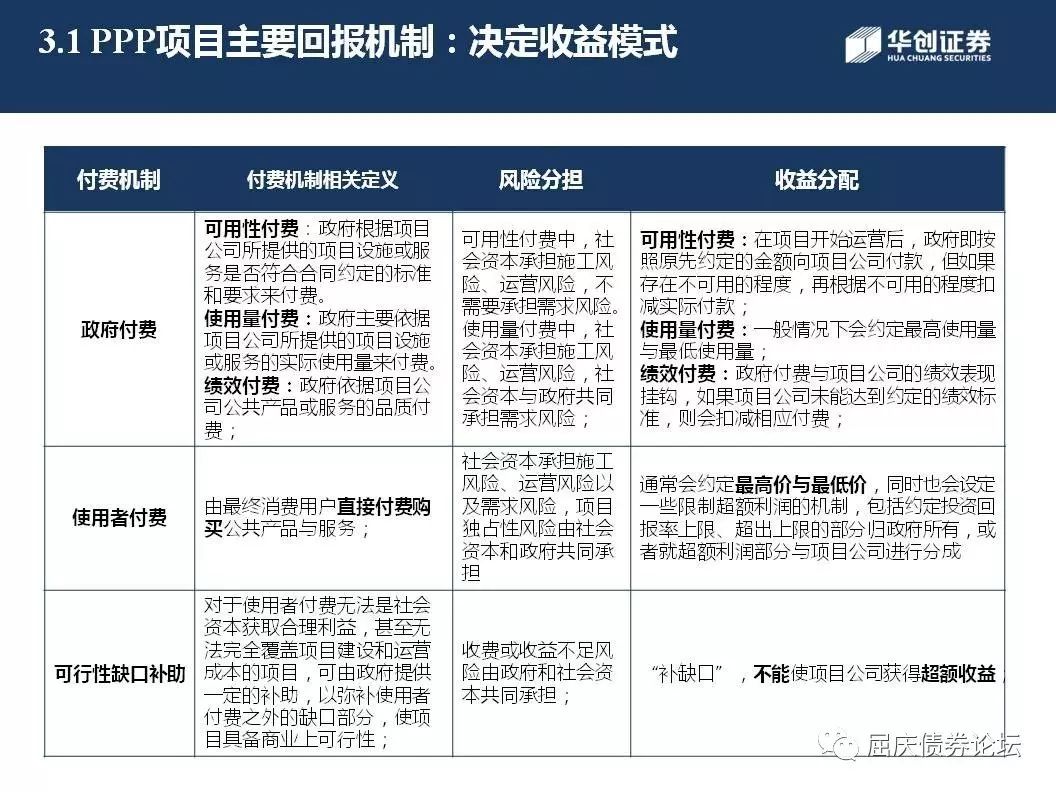 3.1 PPP项目主要回报机制：决定收益模式
华创证券
HUA CHUANG SECURITIES
付费机制
付费机制相关定义
风险分担
收益分配
政府付费
可用性付费：政府根据项目
公司所提供的项目设施或服
务是否符合合同约定的标准
和要求来付费。
使用量付费：政府主要依据
项目公司所提供的项目设施
或服务的实际使用量来付费。
绩效付费：政府依据项目公
司公共产品或服务的品质付
费；
可用性付费中，社
会资本承担施工风
险、运营风险，不
需要承担需求风险。
使用量付费中，社
会资本承担施工风
险、运营风险，社
会资本与政府共同
承担需求风险；
可用性付费：在项目开始运营后，政府即按
照原先约定的金额向项目公司付款，但如果
存在不可用的程度，再根据不可用的程度扣
减实际付款；
使用量付费：一般情况下会约定最高使用量
与最低使用量；
绩效付费：政府付费与项目公司的绩效表现
挂钩，如果项目公司未能达到约定的绩效标
准，则会扣减相应付费；
使用者付费
由最终消费用户直接付费购
买公共产品与服务；
社会资本承担施工
风险、运营风险以
及需求风险，项目
独占性风险由社会
资本和政府共同承
担
通常会约定最高价与最低价，同时也会设定
一些限制超额利润的机制，包括约定投资回
报率上限、超出上限的部分归政府所有，或
者就超额利润部分与项目公司进行分成
可行性缺口补助
对于使用者付费无法是社会
资本获取合理利益，甚至无
法完全覆盖项目建设和运营
成本的项目，可由政府提供
一定的补助，以弥补使用者
付费之外的缺口部分，使项
目具备商业上可行性；
收费或收益不足风
险由政府和社会资
本共同承担；
“补缺口”，不能使项目公司获得超额收益；
屈庆债券论坛